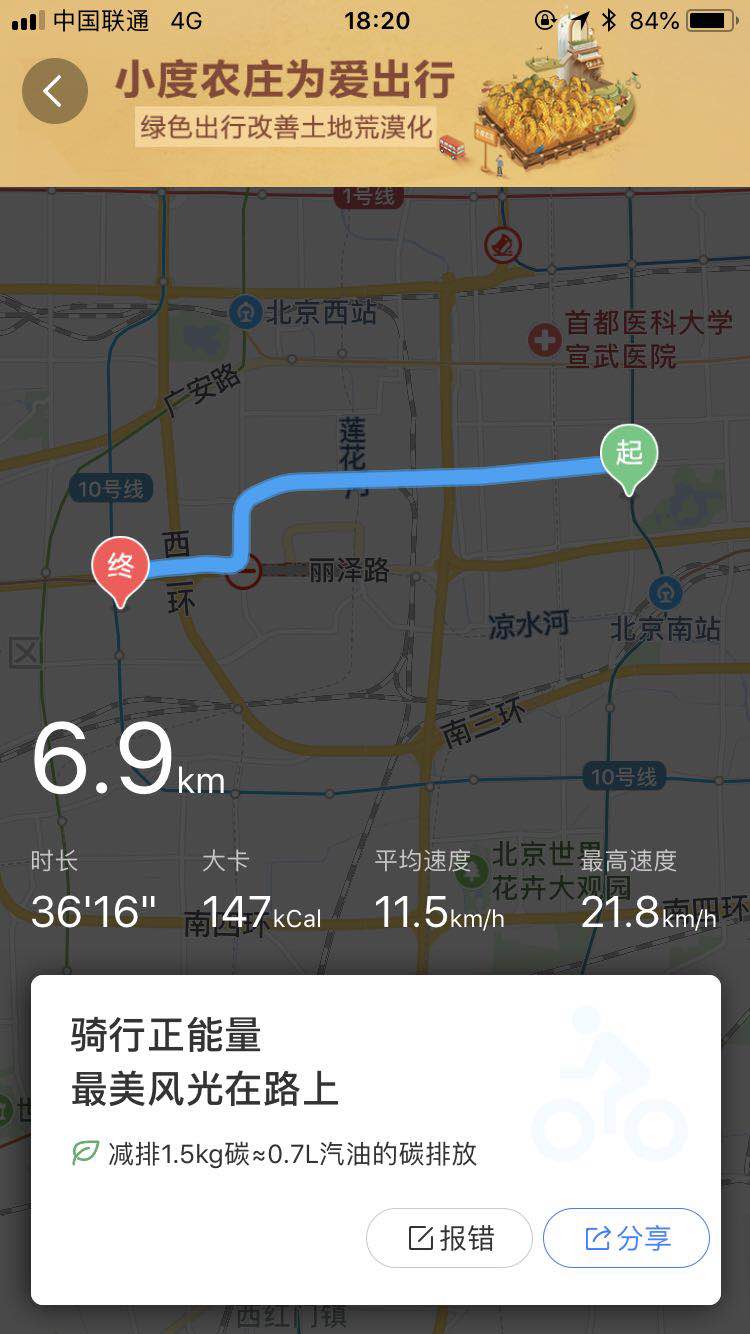 中国联通 4G 18:20 84%
小度农庄为爱出行
绿色出行改善土地荒漠化
1号线
北京西站
首都医科大学
宣武医院
广安路
莲花河
起
10号线
终
西
环
丽泽路
凉水河
北京南站
南三环
6.9km
10号线
北京世界
花卉大观园
时长 大卡 平均速度 最高速度
36'16" 147kCal 11.5km/h 21.8km/h
南四环 南四环
骑行正能量
最美风光在路上
减排1.5kg碳≈0.7L汽油的碳排放
世
报错 分享
西红门镇